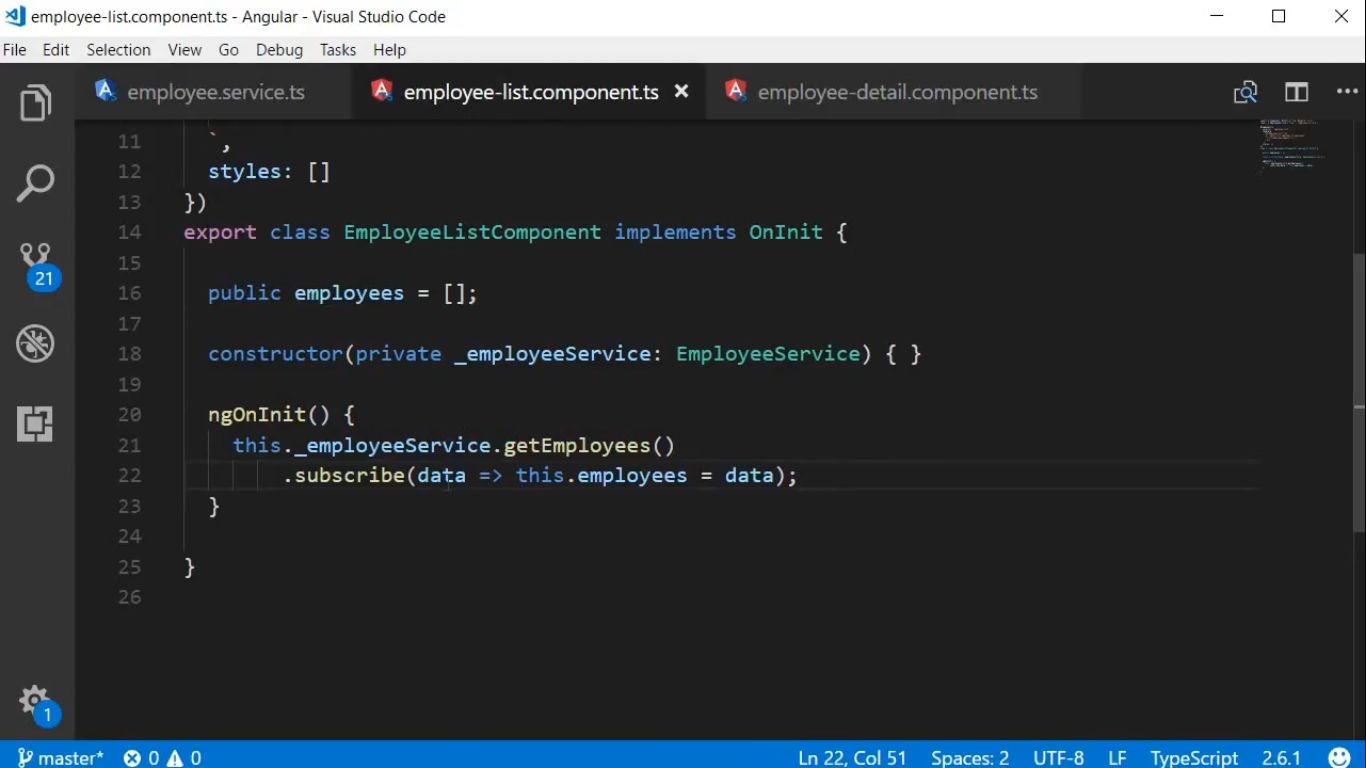 employee-list.component.ts - Angular - Visual Studio Code
File Edit Selection View Go Debug Tasks Help
employee.service.ts employee-list.component.ts employee-detail.component.ts
11 `,
12 styles: []
13 })
14 export class EmployeeListComponent implements OnInit {
15
16 public employees = [];
17
18 constructor(private _employeeService: EmployeeService) { }
19
20 ngOnInit() {
21 this._employeeService.getEmployees()
22 .subscribe(data => this.employees = data);
23 }
24
25 }
26
21
1
master* 0 0 Ln 22, Col 51 Spaces: 2 UTF-8 LF TypeScript 2.6.1